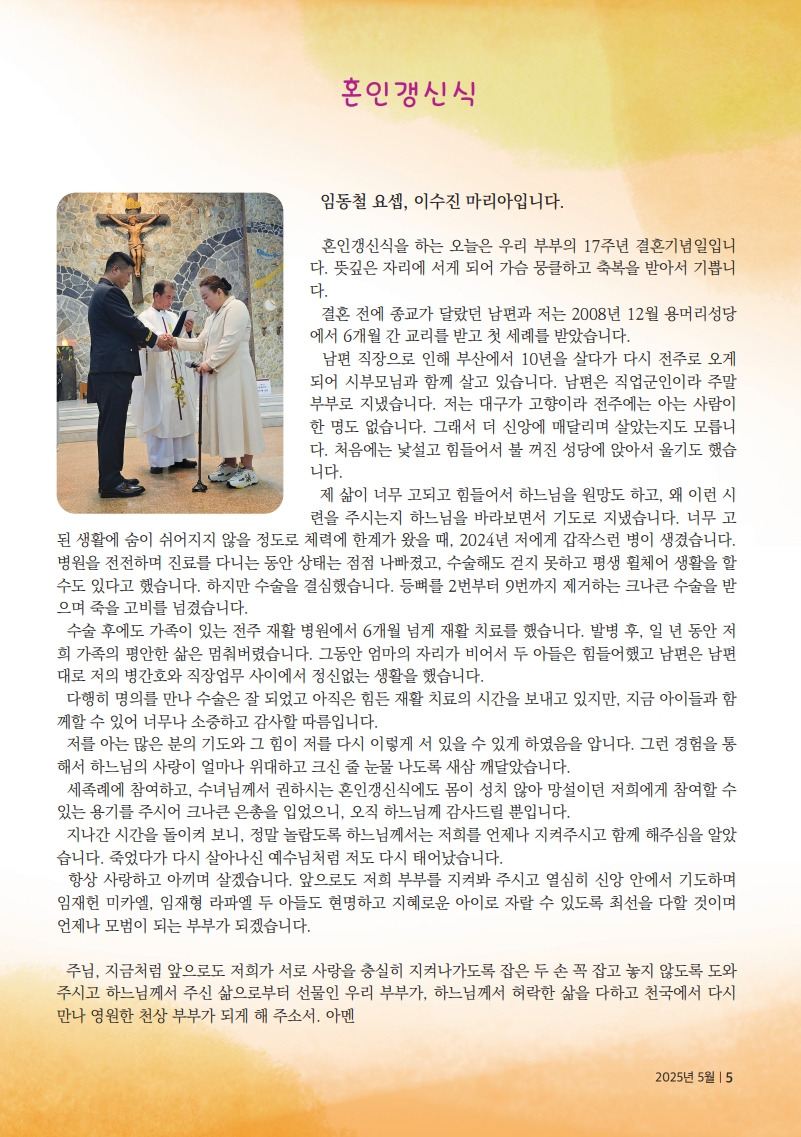 혼인갱신식
임동철 요셉, 이수진 마리아입니다.
혼인갱신식을 하는 오늘은 우리 부부의 17주년 결혼기념일입니
다. 뜻깊은 자리에 서게 되어 가슴 뭉클하고 축복을 받아서 기쁩니
다.
결혼 전에 종교가 달랐던 남편과 저는 2008년 12월 용머리성당
에서 6개월 간 교리를 받고 첫 세례를 받았습니다.
남편 직장으로 인해 부산에서 10년을 살다가 다시 전주로 오게
되어 시부모님과 함께 살고 있습니다. 남편은 직업군인이라 주말
부부로 지냈습니다. 저는 대구가 고향이라 전주에는 아는 사람이
한 명도 없습니다. 그래서 더 신앙에 매달리며 살았는지도 모릅니
다. 처음에는 낯설고 힘들어서 불 꺼진 성당에 앉아서 울기도 했습
니다.
제 삶이 너무 고되고 힘들어서 하느님을 원망도 하고, 왜 이런 시
련을 주시는지 하느님을 바라보면서 기도로 지냈습니다. 너무 고
된 생활에 숨이 쉬어지지 않을 정도로 체력에 한계가 왔을 때, 2024년 저에게 갑작스런 병이 생겼습니다.
병원을 전전하며 진료를 다니는 동안 상태는 점점 나빠졌고, 수술해도 걷지 못하고 평생 휠체어 생활을 할
수도 있다고 했습니다. 하지만 수술을 결심했습니다. 등뼈를 2번부터 9번까지 제거하는 크나큰 수술을 받
으며 죽을 고비를 넘겼습니다.
수술 후에도 가족이 있는 전주 재활 병원에서 6개월 넘게 재활 치료를 했습니다. 발병 후, 일 년 동안 저
희 가족의 평안한 삶은 멈춰버렸습니다. 그동안 엄마의 자리가 비어서 두 아들은 힘들어했고 남편은 남편
대로 저의 병간호와 직장업무 사이에서 정신없는 생활을 했습니다.
다행히 명의를 만나 수술은 잘 되었고 아직은 힘든 재활 치료의 시간을 보내고 있지만, 지금 아이들과 함
께할 수 있어 너무나 소중하고 감사할 따름입니다.
저를 아는 많은 분의 기도와 그 힘이 저를 다시 이렇게 서 있을 수 있게 하였음을 압니다. 그런 경험을 통
해서 하느님의 사랑이 얼마나 위대하고 크신 줄 눈물 나도록 새삼 깨달았습니다.
세족례에 참여하고, 수녀님께서 권하시는 혼인갱신식에도 몸이 성치 않아 망설이던 저희에게 참여할 수
있는 용기를 주시어 크나큰 은총을 입었으니, 오직 하느님께 감사드릴 뿐입니다.
지나간 시간을 돌이켜 보니, 정말 놀랍도록 하느님께서는 저희를 언제나 지켜주시고 함께 해주심을 알았
습니다. 죽었다가 다시 살아나신 예수님처럼 저도 다시 태어났습니다.
항상 사랑하고 아끼며 살겠습니다. 앞으로도 저희 부부를 지켜봐 주시고 열심히 신앙 안에서 기도하며
임재헌 미카엘, 임재형 라파엘 두 아들도 현명하고 지혜로운 아이로 자랄 수 있도록 최선을 다할 것이며
언제나 모범이 되는 부부가 되겠습니다.
주님, 지금처럼 앞으로도 저희가 서로 사랑을 충실히 지켜나가도록 잡은 두 손 꼭 잡고 놓지 않도록 도와
주시고 하느님께서 주신 삶으로부터 선물인 우리 부부가, 하느님께서 허락한 삶을 다하고 천국에서 다시
만나 영원한 천상 부부가 되게 해 주소서. 아멘
2025년 5월 | 5